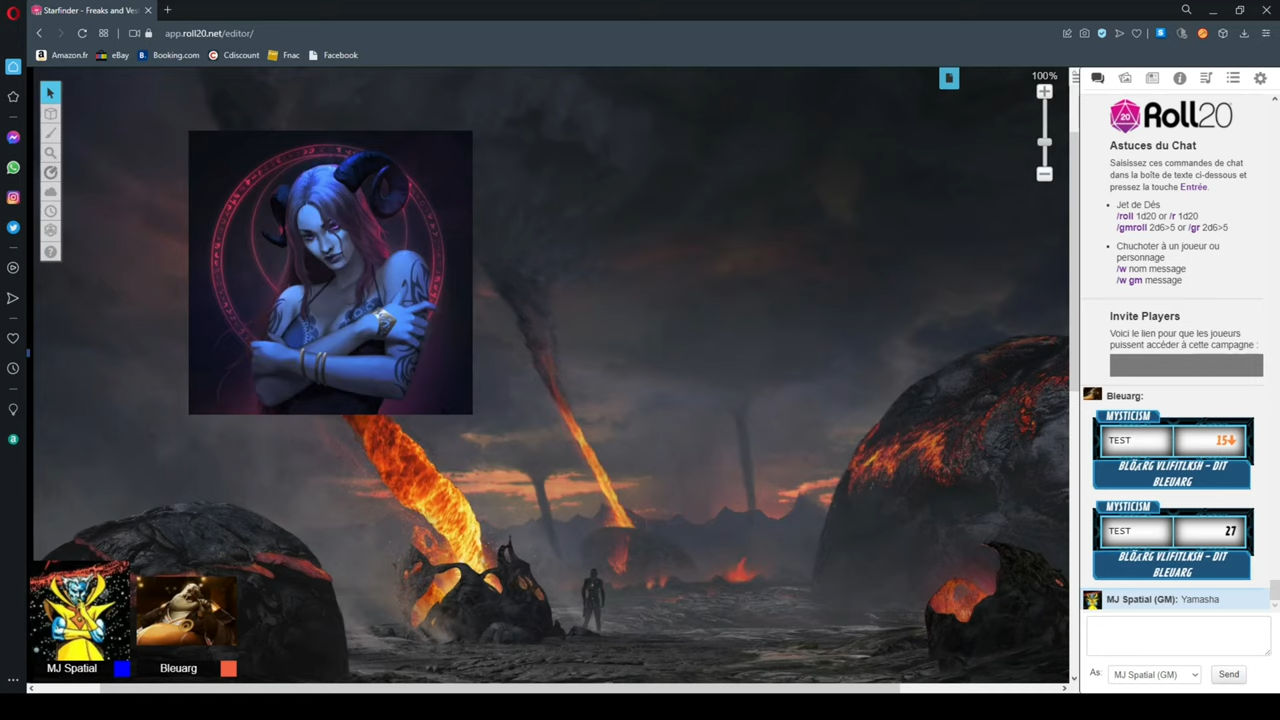 Starfinder - Freaks and Ves
app.roll20.net/editor/
Amazon.fr
eBay
Booking.com
Cdiscount
Fnac
Facebook
100%
Roll20
Astuces du Chat
Saisissez ces commandes de chat
dans la boîte de texte ci-dessous et
pressez la touche Entrée.
Jet de Dés
/roll 1d20 or /r 1d20
/gmroll 2d6>5 or /gr 2d6>5
Chuchoter à un joueur ou
personnage
/w nom message
/w gm message
Invite Players
Voici le lien pour que les joueurs
puissent accéder à cette campagne :
Bleuarg:
MYSTICISM
TEST 15
VLIFITLKSH - DIT
BLEUARG
MYSTICISM
TEST 27
VLIFITLKSH - DIT
BLEUARG
MJ Spatial (GM): Yamasha
As: MJ Spatial (GM)
Send
MJ Spatial
Bleuarg